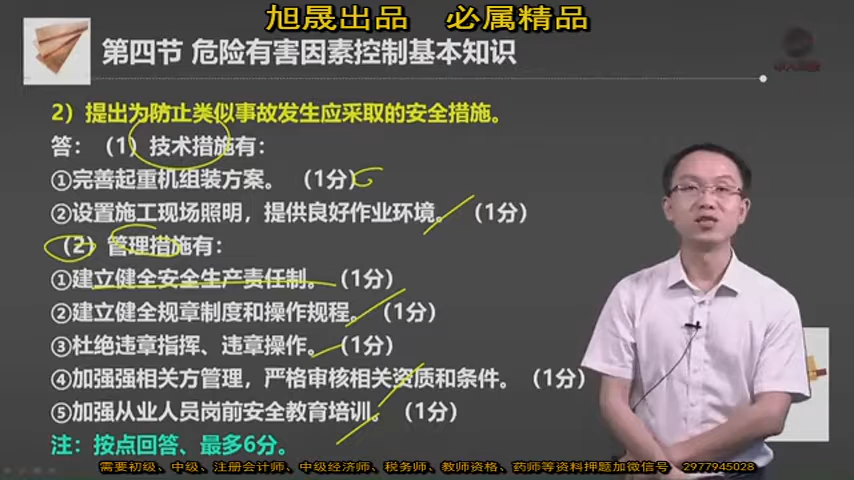 旭晟出品 必属精品
第四节 危险有害因素控制基本知识
2）提出为防止类似事故发生应采取的安全措施。
答：（1）技术措施有：
①完善起重机组装方案。（1分）
②设置施工现场照明，提供良好作业环境。（1分）
（2）管理措施有：
①建立健全安全生产责任制。（1分）
②建立健全规章制度和操作规程。（1分）
③杜绝违章指挥、违章操作。（1分）
④加强强相关方管理，严格审核相关资质和条件。（1分）
⑤加强从业人员岗前安全教育培训。（1分）
注：按点回答、最多6分。
需要初级、中级、注册会计师、中级经济师、税务师、教师资格、药师等资料押题加微信号 2977945028